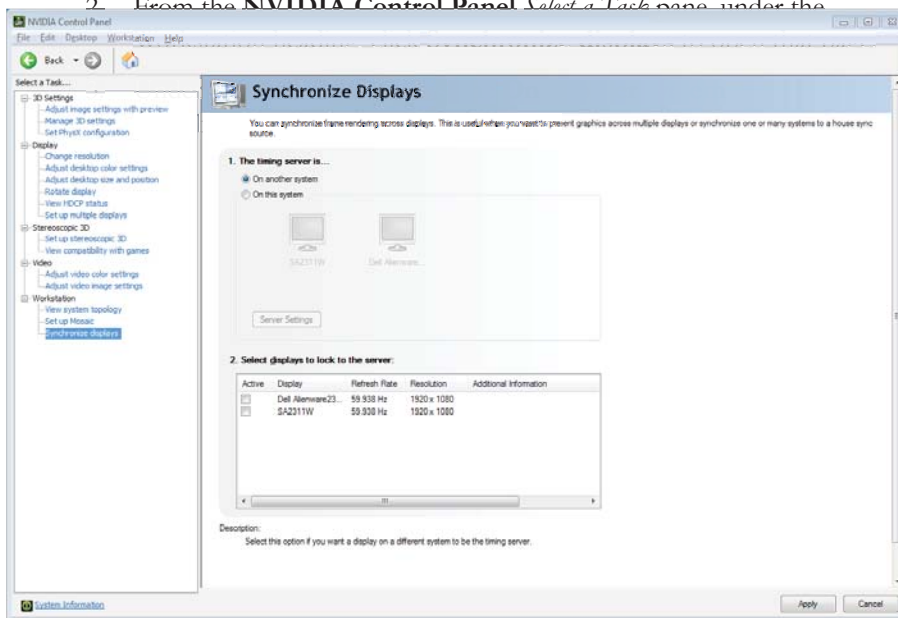 2. From the NVIDIA Control Panel Select a Task pane, under the
NVIDIA Control Panel
File Edit Desktop Workstation Help
Back
Select a Task...
3D Settings
Adjust image settings with preview
Manage 3D settings
Set PhysX configuration
Display
Change resolution
Adjust desktop color settings
Adjust desktop size and position
Rotate display
View HDCP status
Set up multiple displays
Stereoscopic 3D
Set up stereoscopic 3D
View compatibility with games
Video
Adjust video color settings
Adjust video image settings
Workstation
View system topology
Set up Mosaic
Synchronize displays
System Information
Synchronize Displays
You can synchronize frame rendering across displays. This is useful when you want to present graphics across multiple displays or synchronize one or many systems to a house sync
source.
1. The timing server is...
On another system
On this system
SA2311W Dell Alienware...
Server Settings
2. Select displays to lock to the server:
Active Display Refresh Rate Resolution Additional Information
Dell Alienware23... 59.938 Hz 1920 x 1080
SA2311W 59.938 Hz 1920 x 1080
Description:
Select this option if you want a display on a different system to be the timing server.
Apply Cancel